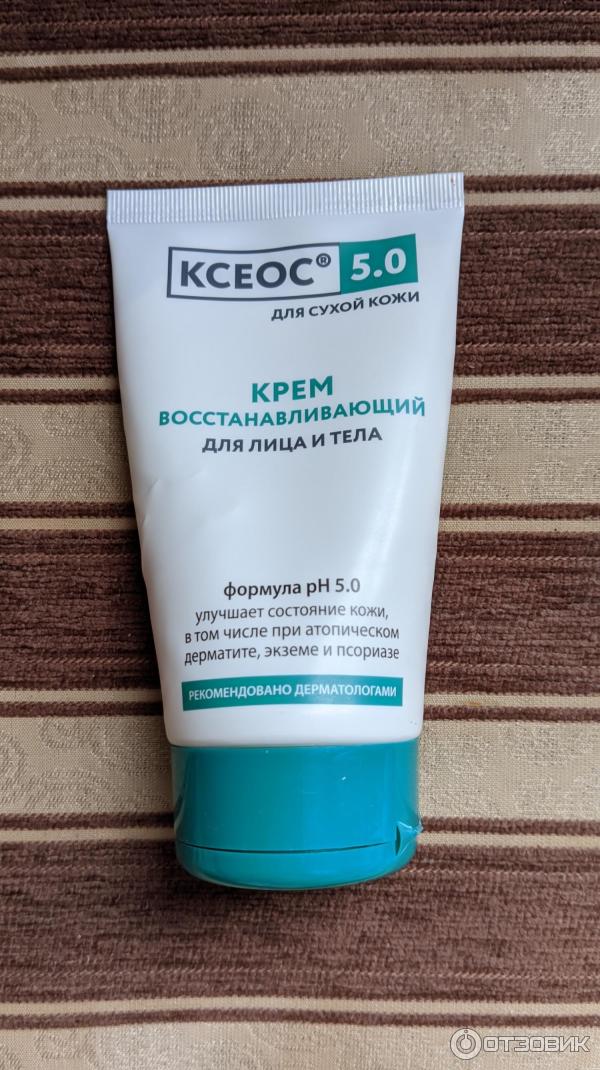 КСЕОС® 5.0
ДЛЯ СУХОЙ КОЖИ
КРЕМ
ВОССТАНАВЛИВАЮЩИЙ
ДЛЯ ЛИЦА И ТЕЛА
формула pH 5.0
улучшает состояние кожи,
в том числе при атопическом
дерматите, экземе и псориазе
РЕКОМЕНДОВАНО ДЕРМАТОЛОГАМИ
ОТЗОВИК